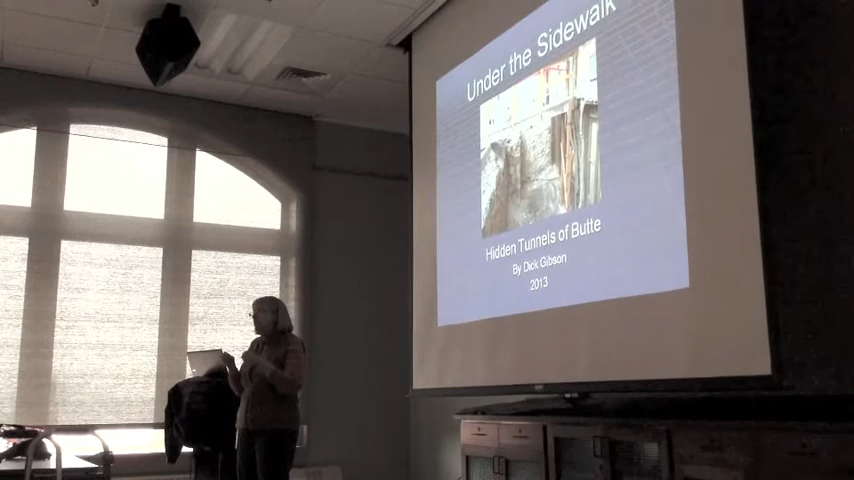 Under the Sidewalk
Hidden Tunnels of Butte
By Dick Gibson
2013